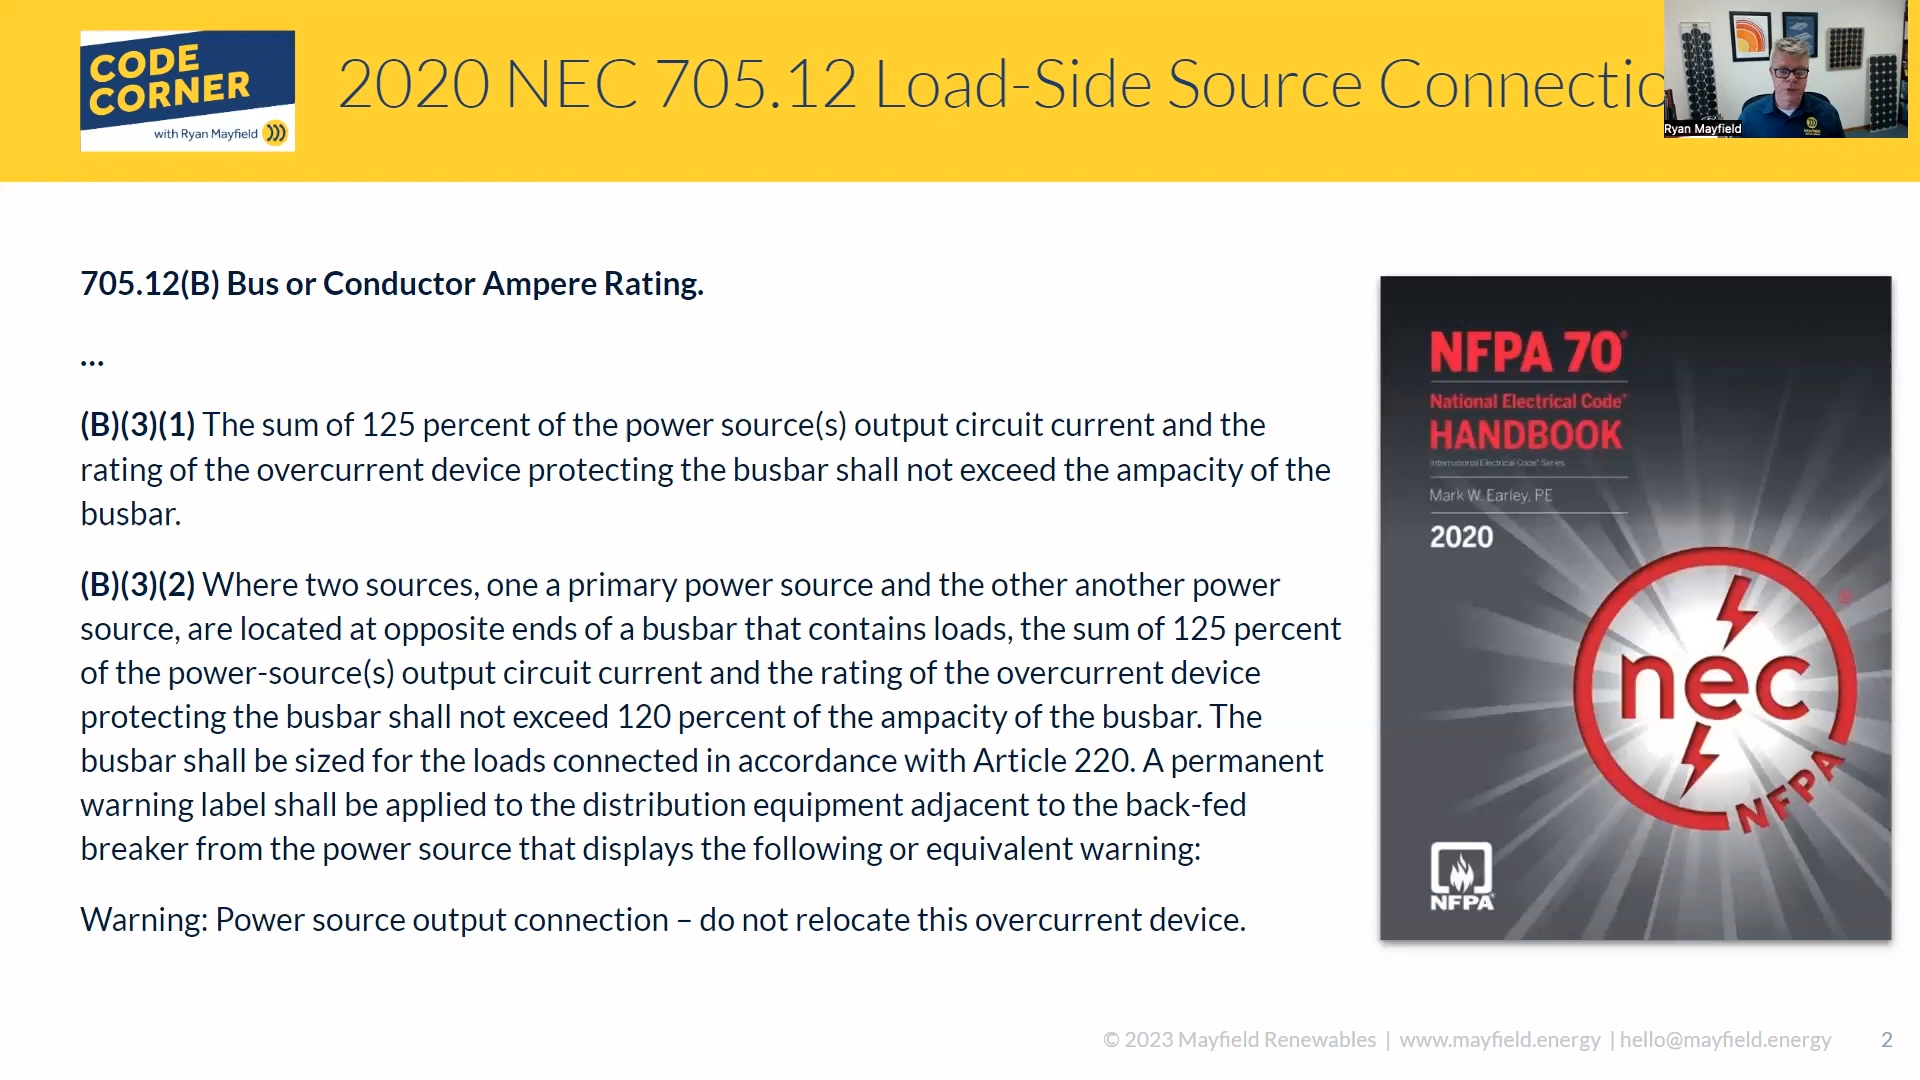 CODE
CORNER
with Ryan Mayfield
2020 NEC 705.12 Load-Side Source Connectio
Ryan Mayfield
705.12(B) Bus or Conductor Ampere Rating.
...
(B)(3)(1) The sum of 125 percent of the power source(s) output circuit current and the
rating of the overcurrent device protecting the busbar shall not exceed the ampacity of the
busbar.
(B)(3)(2) Where two sources, one a primary power source and the other another power
source, are located at opposite ends of a busbar that contains loads, the sum of 125 percent
of the power-source(s) output circuit current and the rating of the overcurrent device
protecting the busbar shall not exceed 120 percent of the ampacity of the busbar. The
busbar shall be sized for the loads connected in accordance with Article 220. A permanent
warning label shall be applied to the distribution equipment adjacent to the back-fed
breaker from the power source that displays the following or equivalent warning:
Warning: Power source output connection – do not relocate this overcurrent device.
NFPA 70®
National Electrical Code®
HANDBOOK
International Electrical Code® Series
Mark W. Earley, PE
2020
nec
NFPA
®
NFPA®
© 2023 Mayfield Renewables | www.mayfield.energy | hello@mayfield.energy
2